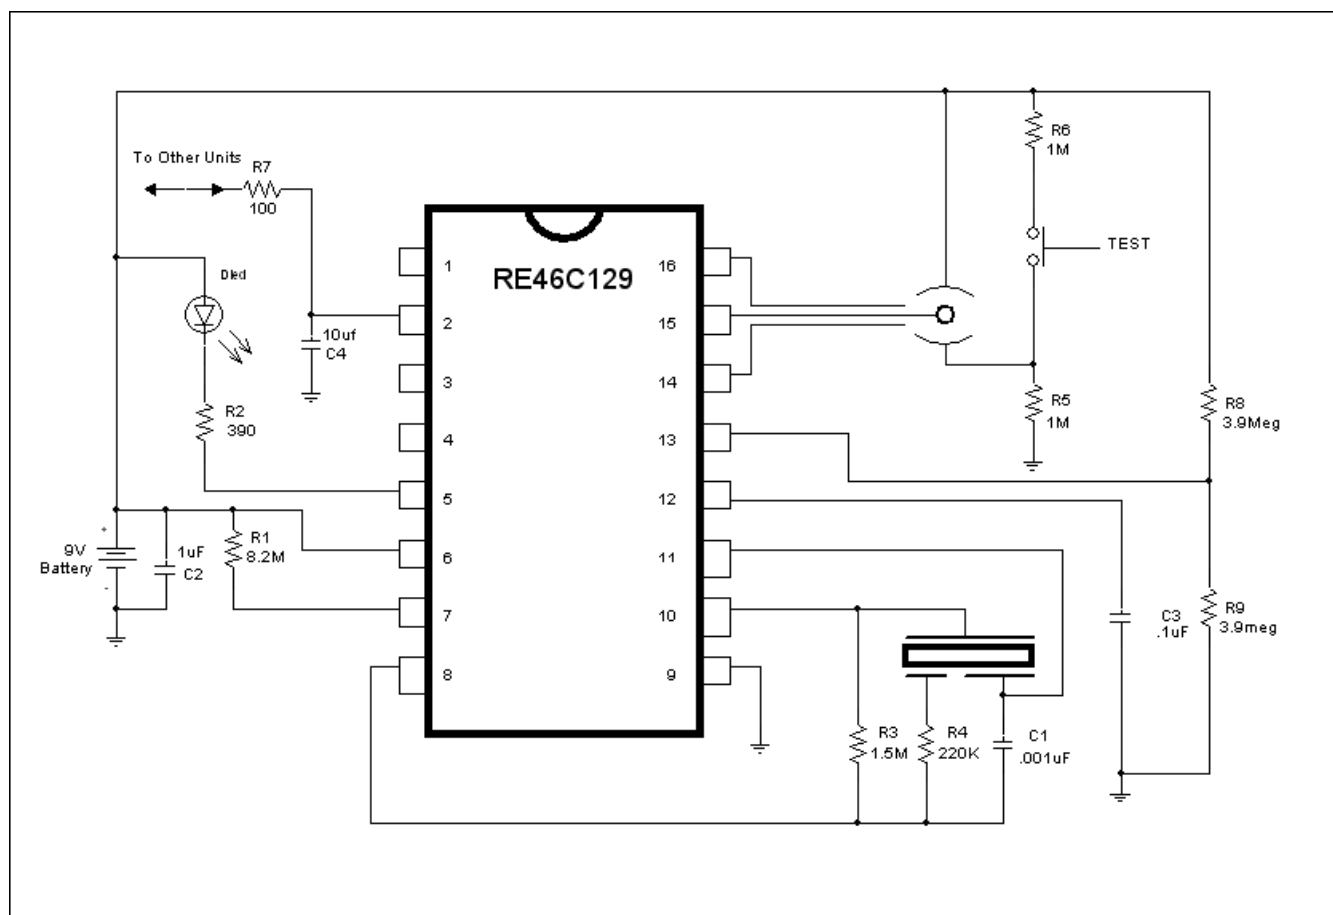 R6
1M
To Other Units
R7
100
TEST
Dled
1
RE46C129
16
2
15
10uf
C4
3
14
R2
390
R5
1M
R8
3.9Meg
4
13
5
12
+
9V
Battery
-
1uF
C2
R1
8.2M
6
11
7
10
C3
.1uF
R9
3.9meg
8
9
R3
1.5M
R4
220K
C1
.001uF